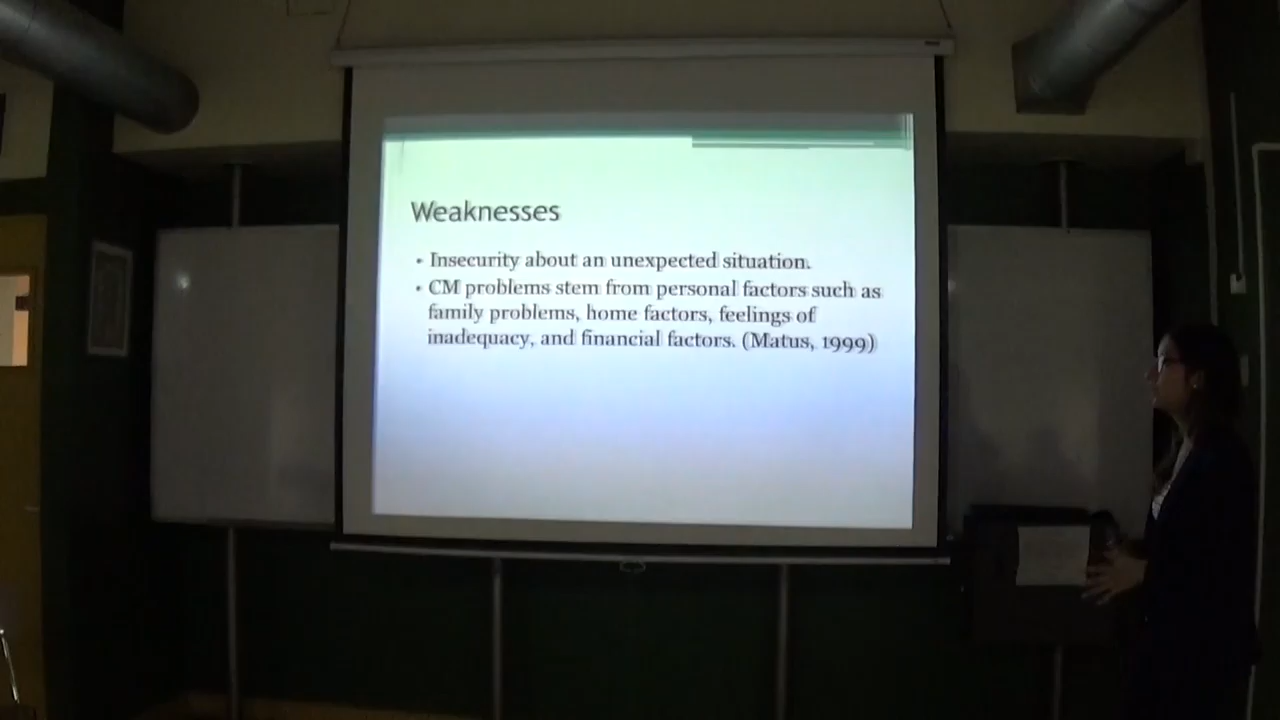 Weaknesses
• Insecurity about an unexpected situation.
• CM problems stem from personal factors such as
family problems, home factors, feelings of
inadequacy, and financial factors. (Matus, 1999)